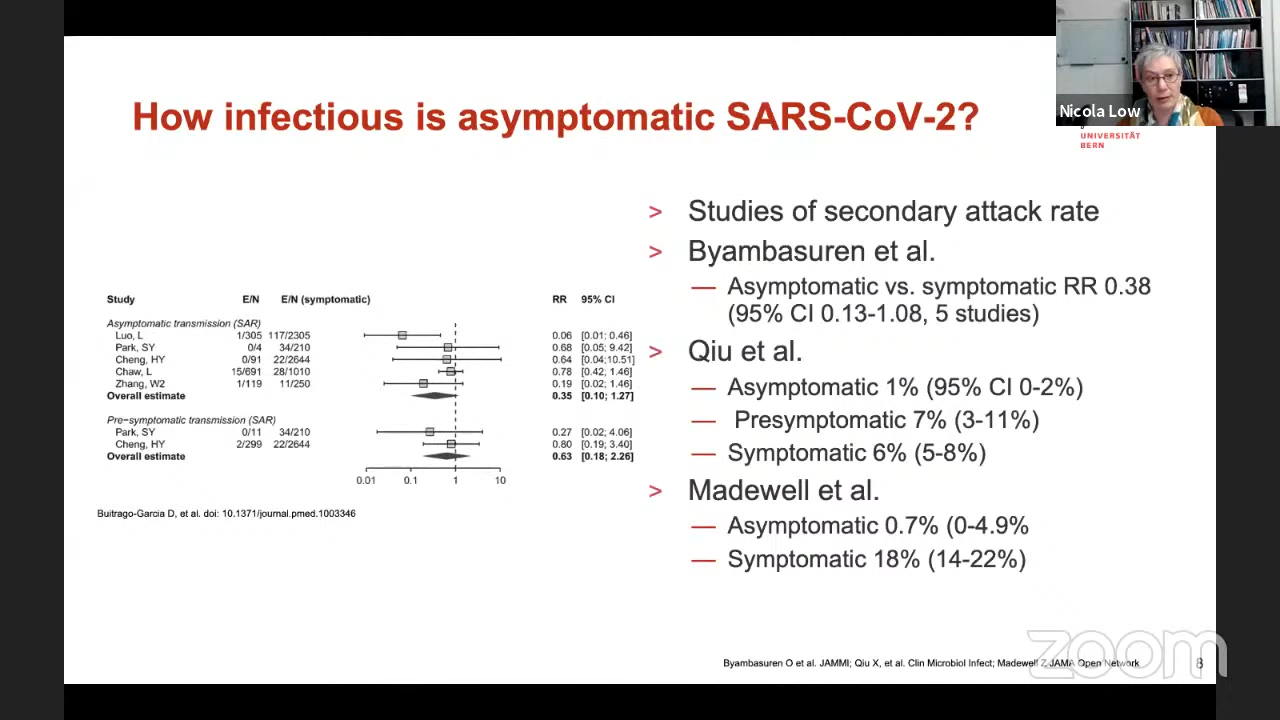 How infectious is asymptomatic SARS-CoV-2?
Nicola Low
UNIVERSITÄT
BERN
Study E/N E/N (symptomatic) RR 95% CI
Asymptomatic transmission (SAR)
Luo, L 1/305 117/2305 0.06 [0.01; 0.46]
Park, SY 0/4 34/210 0.68 [0.05; 9.42]
Cheng, HY 0/91 22/2644 0.64 [0.04;10.51]
Chaw, L 15/691 28/1010 0.78 [0.42; 1.46]
Zhang, W2 1/119 11/250 0.19 [0.02; 1.46]
Overall estimate 0.35 [0.10; 1.27]
Pre−symptomatic transmission (SAR)
Park, SY 0/11 34/210 0.27 [0.02; 4.06]
Cheng, HY 2/299 22/2644 0.80 [0.19; 3.40]
Overall estimate 0.63 [0.18; 2.26]
0.01 0.1 1 10
Buitrago-Garcia D, et al. doi: 10.1371/journal.pmed.1003346
> Studies of secondary attack rate
> Byambasuren et al.
— Asymptomatic vs. symptomatic RR 0.38
(95% CI 0.13-1.08, 5 studies)
> Qiu et al.
— Asymptomatic 1% (95% CI 0-2%)
— Presymptomatic 7% (3-11%)
— Symptomatic 6% (5-8%)
> Madewell et al.
— Asymptomatic 0.7% (0-4.9%
— Symptomatic 18% (14-22%)
Byambasuren O et al. JAMMI; Qiu X, et al. Clin Microbiol Infect; Madewell Z JAMA Open Network
8
zoom